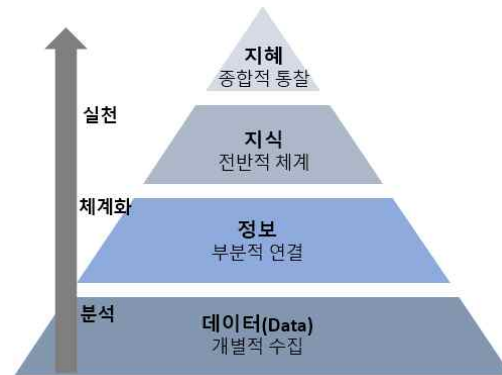 지혜
종합적 통찰
실천
지식
전반적 체계
체계화
정보
부분적 연결
분석
데이터(Data)
개별적 수집